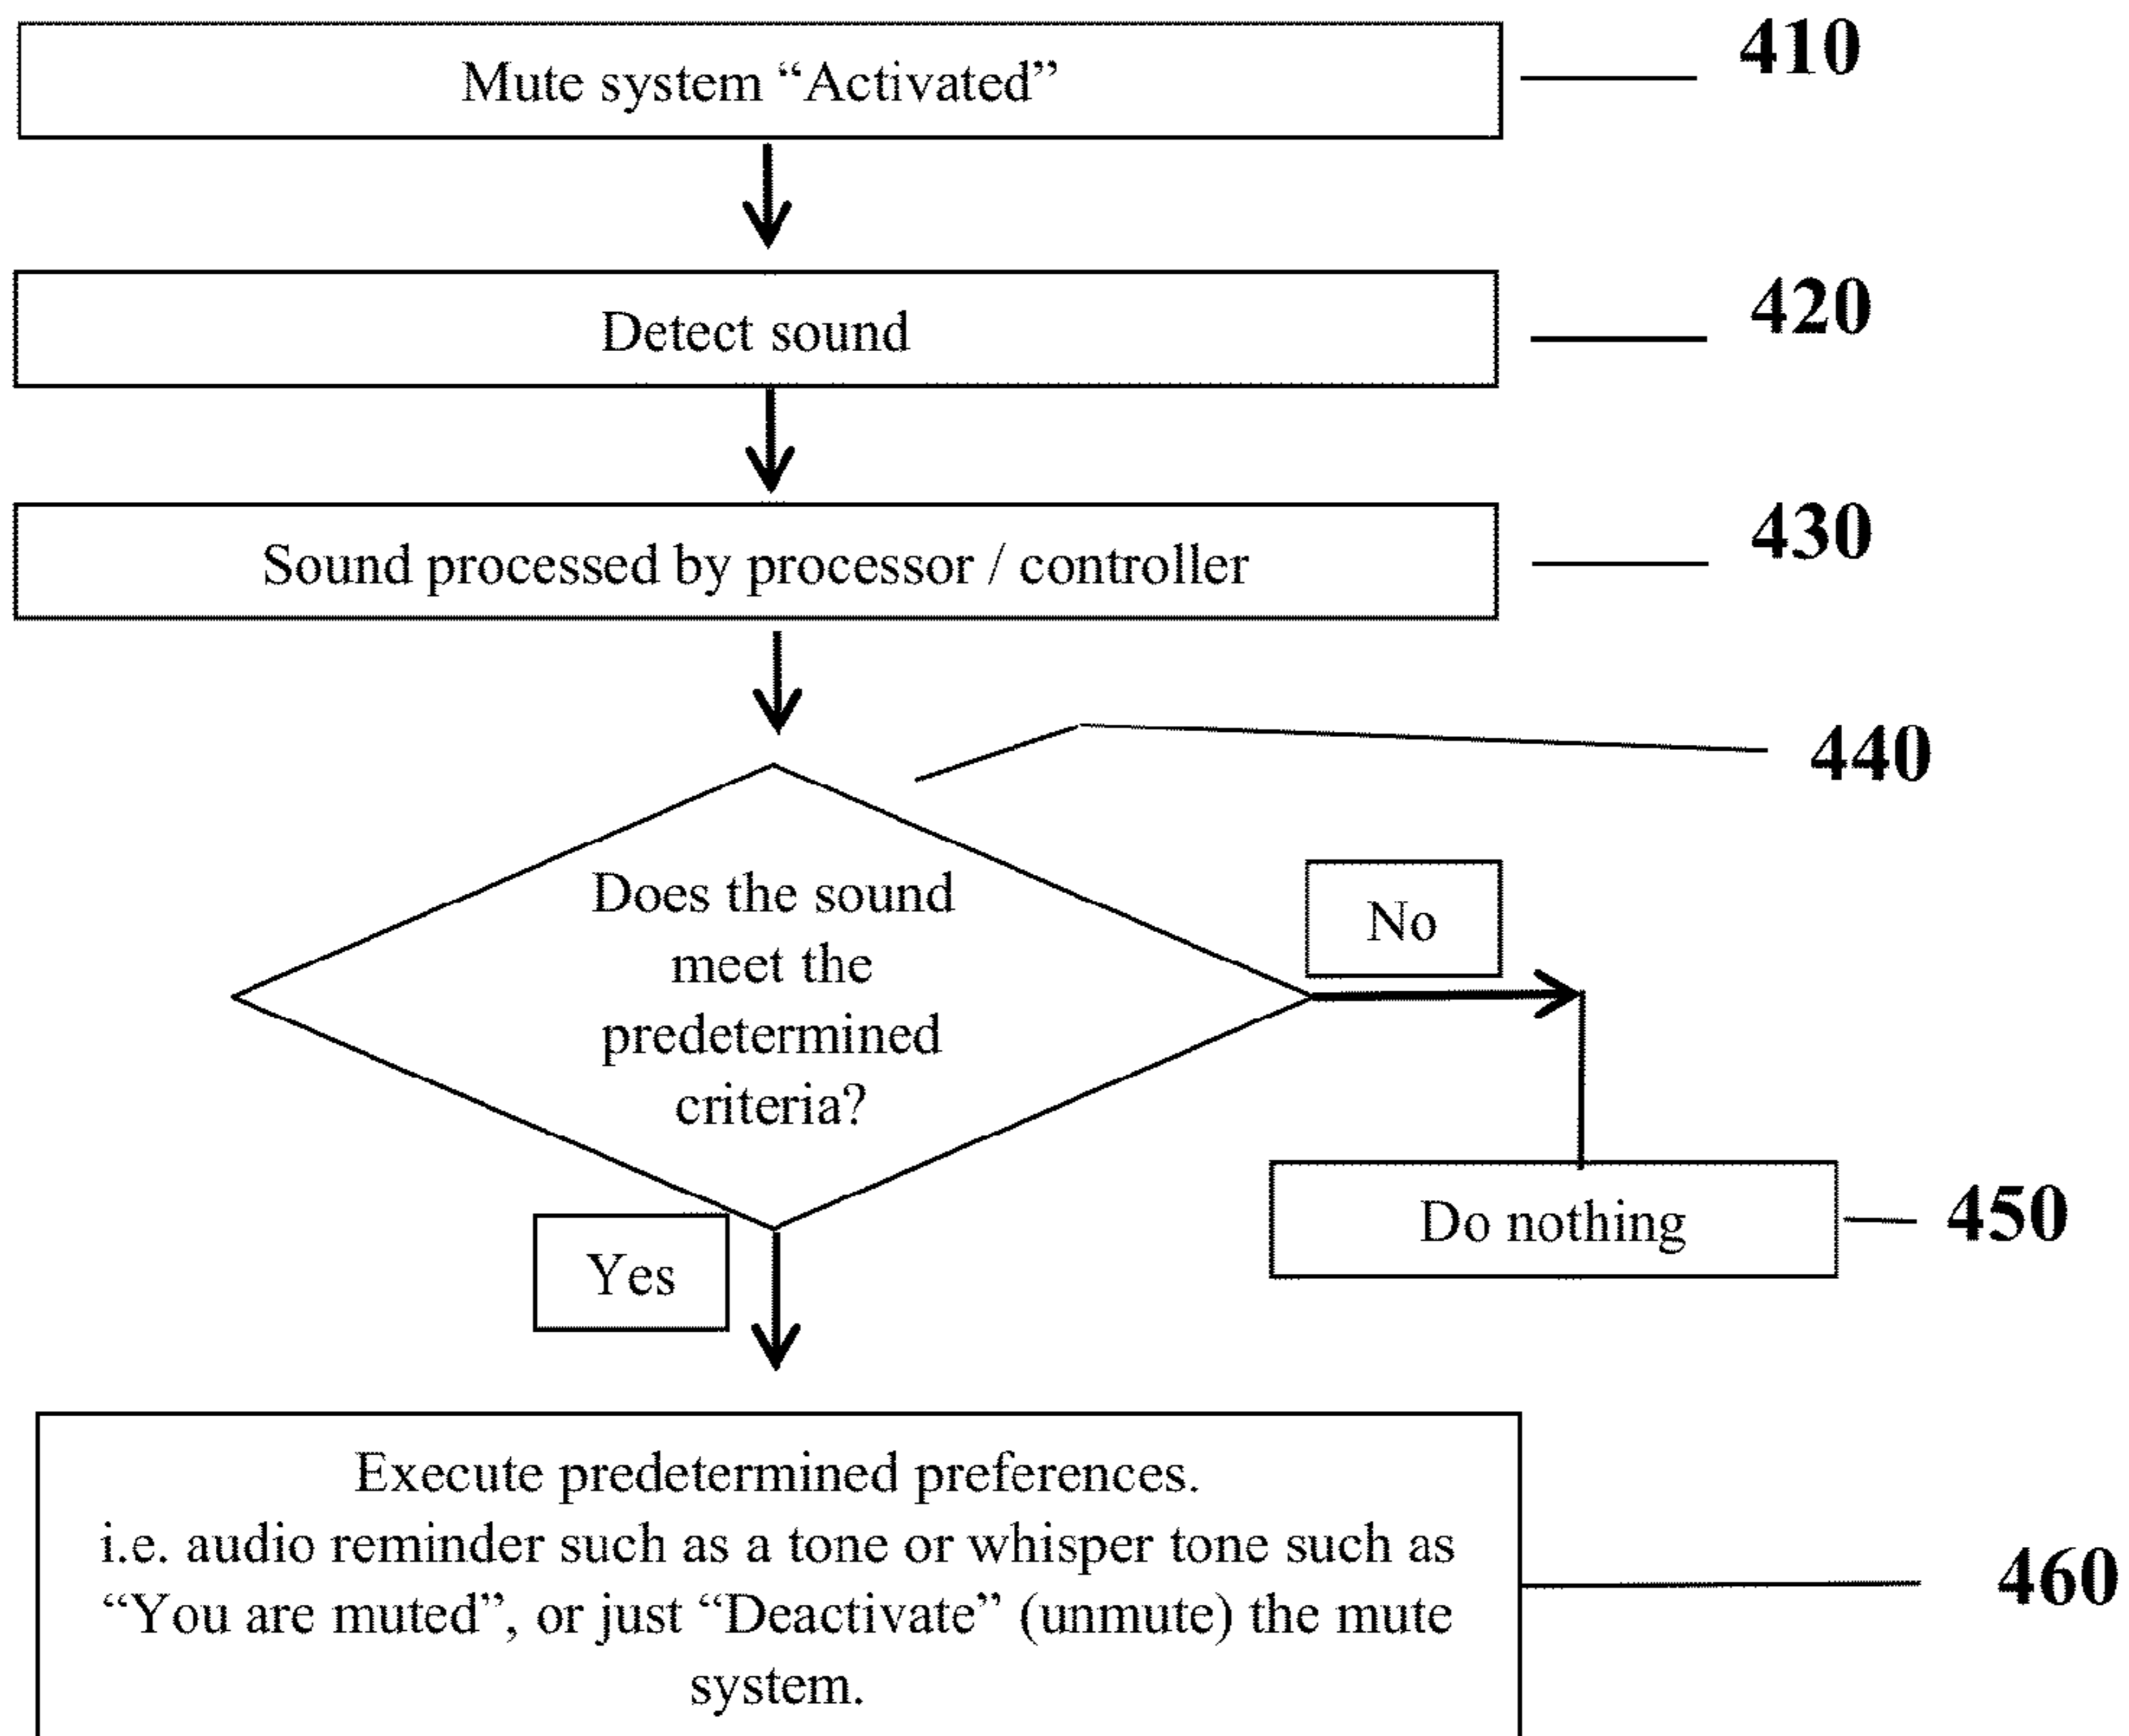 Mute system “Activated”
410
Detect sound
420
Sound processed by processor / controller
430
440
Does the sound
meet the
predetermined
criteria?
No
Do nothing
450
Yes
Execute predetermined preferences.
i.e. audio reminder such as a tone or whisper tone such as
“You are muted”, or just “Deactivate” (unmute) the mute
system.
460